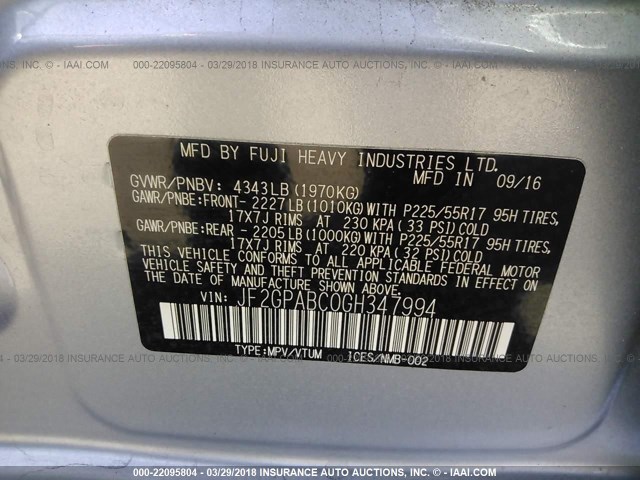 000-22095804 - 03/29/2018 INSURANCE AUTO AUCTIONS, INC. - ©IAAI.COM
MFD BY FUJI HEAVY INDUSTRIES LTD.
MFD IN 09/16
GVWR/PNBV: 4343LB(1970KG)
GAWR/PNBE:FRONT- 2227LB(1010KG)WITH P225/55R17 95H TIRES,
17X7J RIMS AT 230 KPA(33 PSI)COLD
GAWR/PNBE:REAR - 2205LB(1000KG)WITH P225/55R17 95H TIRES,
17X7J RIMS AT 220 KPA(32 PSI)COLD
THIS VEHICLE CONFORMS TO ALL APPLICABLE FEDERAL MOTOR
VEHICLE SAFETY AND THEFT PREVENTION STANDARDS IN EFFECT ON
THE DATE OF MANUFACTURE SHOWN ABOVE.
VIN: JF2GPABC0GH347994
TYPE:MPV/VTUM ICES/NMB-002
000-22095804 - 03/29/2018 INSURANCE AUTO AUCTIONS, INC. - ©IAAI.COM